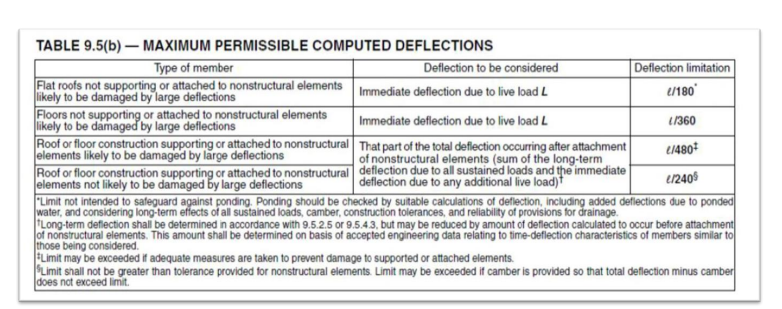 TABLE 9.5(b) — MAXIMUM PERMISSIBLE COMPUTED DEFLECTIONS
Type of member
Deflection to be considered
Deflection limitation
Flat roofs not supporting or attached to nonstructural elements
likely to be damaged by large deflections
Immediate deflection due to live load L
ℓ/180*
Floors not supporting or attached to nonstructural elements
likely to be damaged by large deflections
Immediate deflection due to live load L
ℓ/360
Roof or floor construction supporting or attached to nonstructural
elements likely to be damaged by large deflections
That part of the total deflection occurring after attachment
of nonstructural elements (sum of the long-term
deflection due to all sustained loads and the immediate
deflection due to any additional live load)†
ℓ/480‡
Roof or floor construction supporting or attached to nonstructural
elements not likely to be damaged by large deflections
ℓ/240§
*Limit not intended to safeguard against ponding. Ponding should be checked by suitable calculations of deflection, including added deflections due to ponded
water, and considering long-term effects of all sustained loads, camber, construction tolerances, and reliability of provisions for drainage.
†Long-term deflection shall be determined in accordance with 9.5.2.5 or 9.5.4.3, but may be reduced by amount of deflection calculated to occur before attachment
of nonstructural elements. This amount shall be determined on basis of accepted engineering data relating to time-deflection characteristics of members similar to
those being considered.
‡Limit may be exceeded if adequate measures are taken to prevent damage to supported or attached elements.
§Limit shall not be greater than tolerance provided for nonstructural elements. Limit may be exceeded if camber is provided so that total deflection minus camber
does not exceed limit.